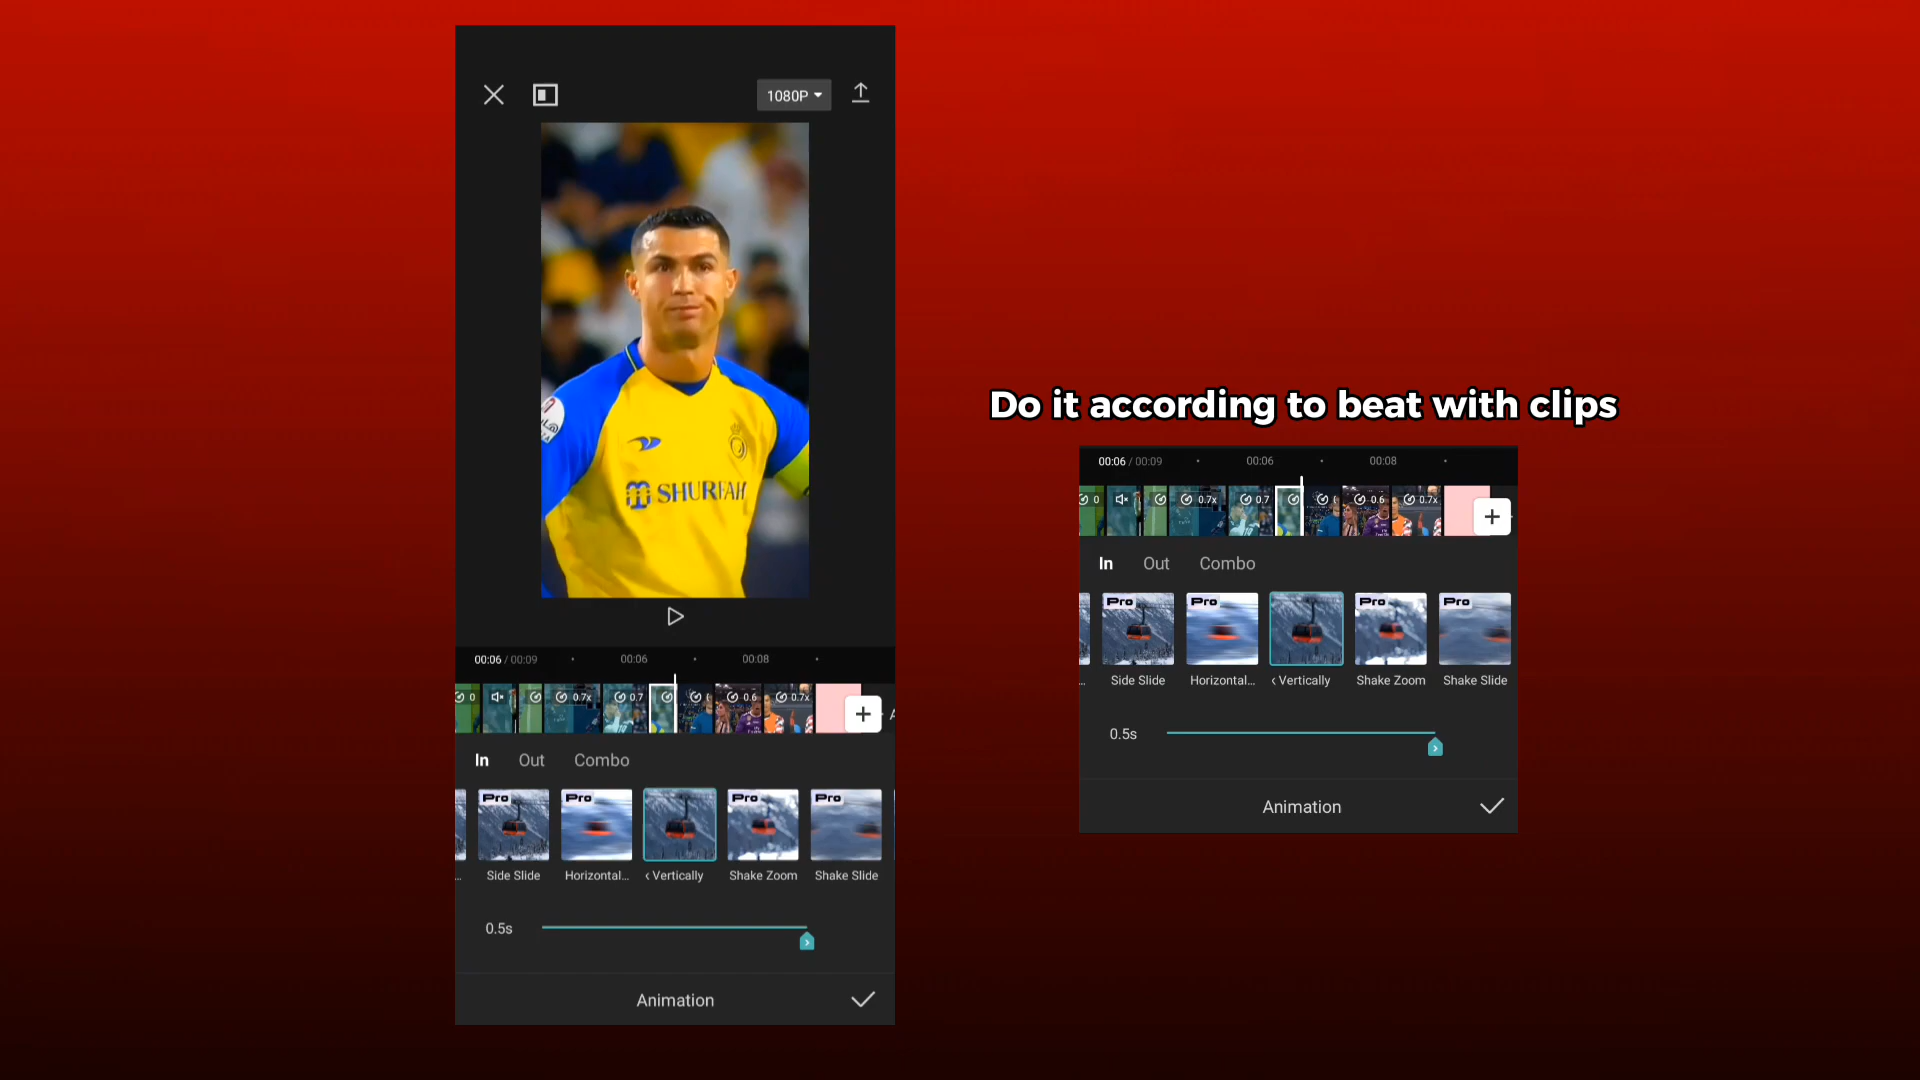 1080P
SHURFAH
00:06 / 00:09
00:06
00:08
0
0.7x
0.7
0.6
0.7x
In
Out
Combo
Pro
Pro
Pro
Pro
Side Slide
Horizontal...
‹ Vertically
Shake Zoom
Shake Slide
0.5s
Animation
Do it according to beat with clips
00:06 / 00:09
00:06
00:08
0
0.7x
0.7
0.6
0.7x
In
Out
Combo
Pro
Pro
Pro
Pro
Side Slide
Horizontal...
‹ Vertically
Shake Zoom
Shake Slide
0.5s
Animation